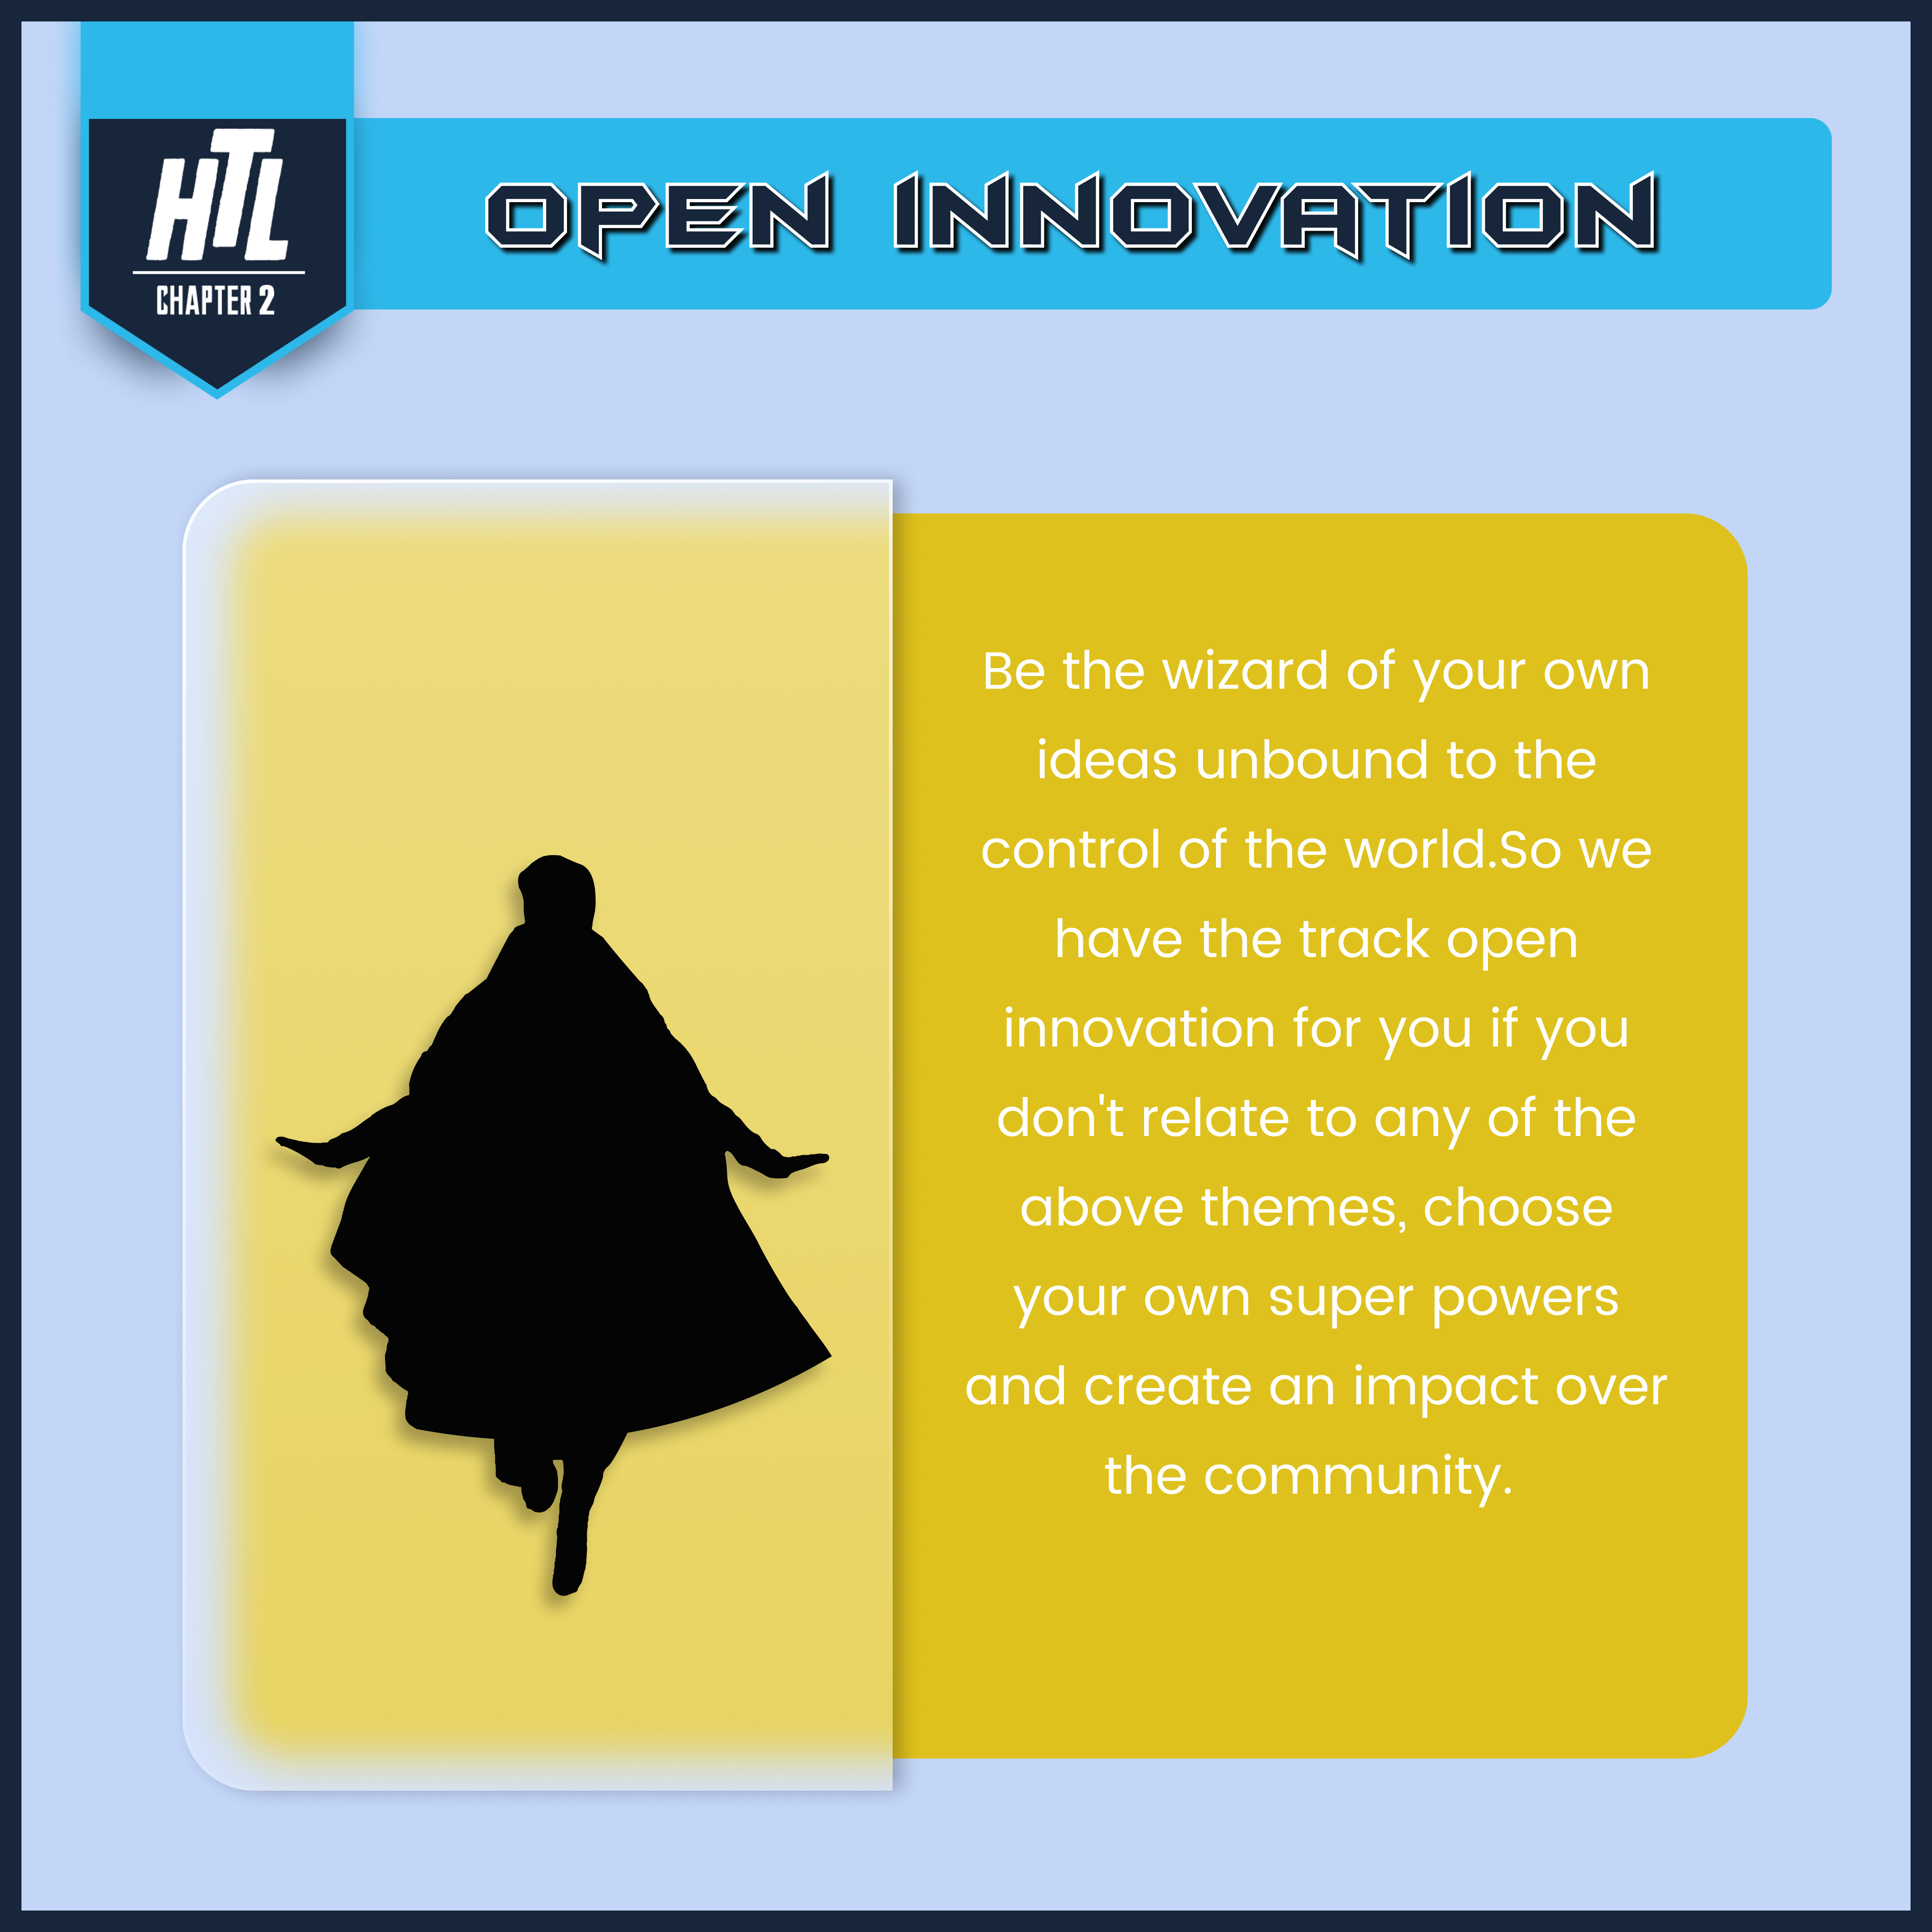 HTL
CHAPTER 2
OPEN INNOVATION
Be the wizard of your own
ideas unbound to the
control of the world.So we
have the track open
innovation for you if you
don't relate to any of the
above themes, choose
your own super powers
and create an impact over
the community.